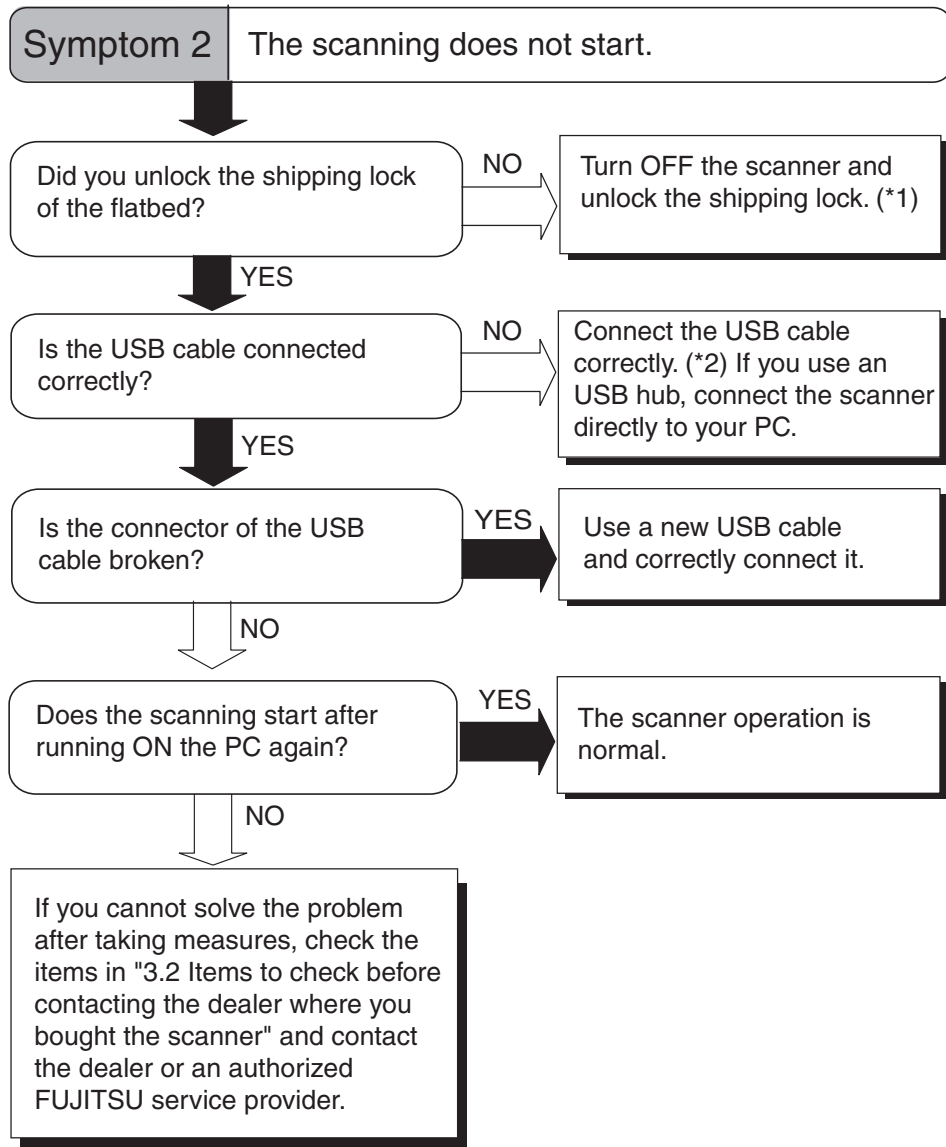 Symptom 2
The scanning does not start.
Did you unlock the shipping lock
of the flatbed?
NO
Turn OFF the scanner and
unlock the shipping lock. (*1)
YES
Is the USB cable connected
correctly?
NO
Connect the USB cable
correctly. (*2) If you use an
USB hub, connect the scanner
directly to your PC.
YES
Is the connector of the USB
cable broken?
YES
Use a new USB cable
and correctly connect it.
NO
Does the scanning start after
running ON the PC again?
YES
The scanner operation is
normal.
NO
If you cannot solve the problem
after taking measures, check the
items in "3.2 Items to check before
contacting the dealer where you
bought the scanner" and contact
the dealer or an authorized
FUJITSU service provider.